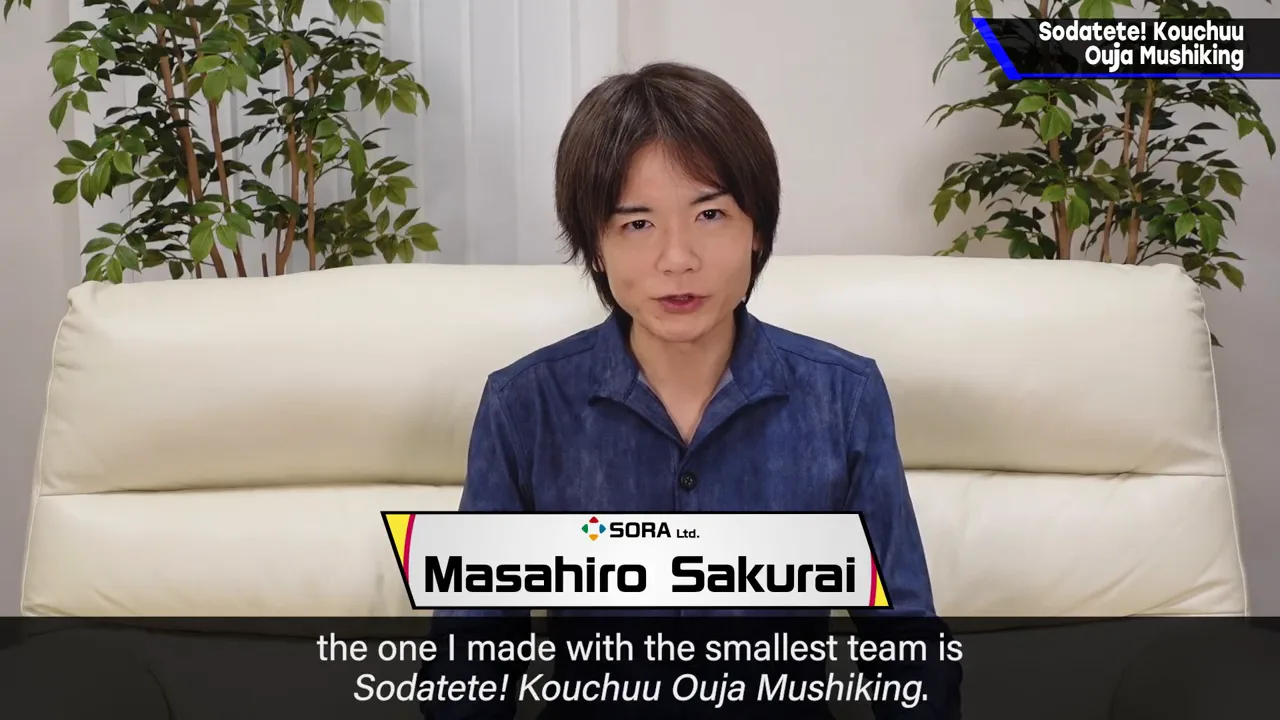 Sodatete! Kouchuu
Ouja Mushiking
SORA Ltd.
Masahiro Sakurai
the one I made with the smallest team is
Sodatete! Kouchuu Ouja Mushiking.